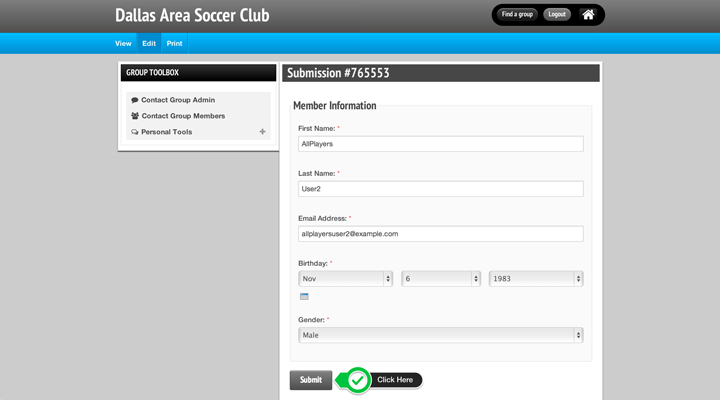 Dallas Area Soccer Club
Find a group
Logout
View
Edit
Print
GROUP TOOLBOX
Contact Group Admin
Contact Group Members
Personal Tools
Submission #765553
Member Information
First Name: *
AllPlayers
Last Name: *
User2
Email Address: *
allplayersuser2@example.com
Birthday: *
Nov 6 1983
Gender: *
Male
Submit
Click Here